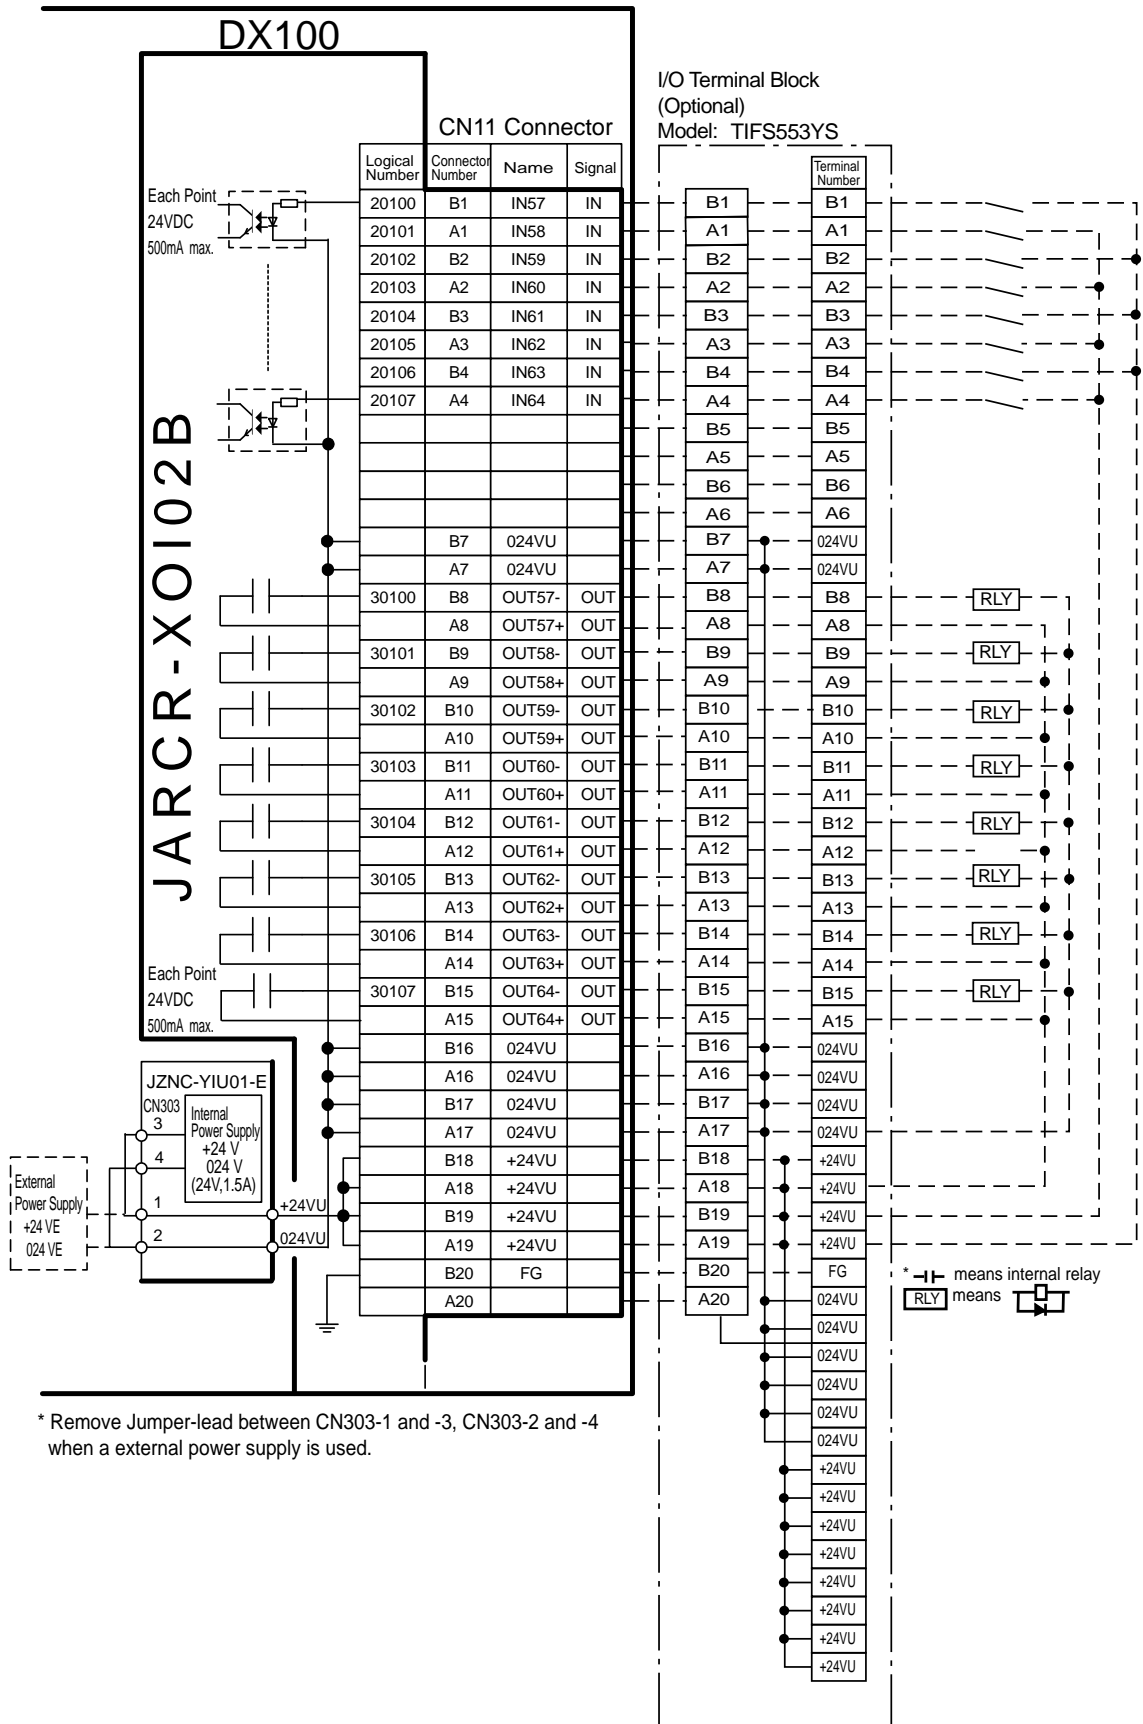 DX100
I/O Terminal Block
(Optional)
Model: TIFS553YS
CN11 Connector
Logical Number Connector Number Name Signal
Terminal Number
Each Point
24VDC
500mA max.
20100 B1 IN57 IN B1 B1
20101 A1 IN58 IN A1 A1
20102 B2 IN59 IN B2 B2
20103 A2 IN60 IN A2 A2
20104 B3 IN61 IN B3 B3
20105 A3 IN62 IN A3 A3
20106 B4 IN63 IN B4 B4
20107 A4 IN64 IN A4 A4
B5 B5
A5 A5
B6 B6
A6 A6
B7 024VU B7 024VU
A7 024VU A7 024VU
30100 B8 OUT57- OUT B8 B8 RLY
A8 OUT57+ OUT A8 A8
30101 B9 OUT58- OUT B9 B9 RLY
A9 OUT58+ OUT A9 A9
30102 B10 OUT59- OUT B10 B10 RLY
A10 OUT59+ OUT A10 A10
30103 B11 OUT60- OUT B11 B11 RLY
A11 OUT60+ OUT A11 A11
30104 B12 OUT61- OUT B12 B12 RLY
A12 OUT61+ OUT A12 A12
30105 B13 OUT62- OUT B13 B13 RLY
A13 OUT62+ OUT A13 A13
30106 B14 OUT63- OUT B14 B14 RLY
A14 OUT63+ OUT A14 A14
30107 B15 OUT64- OUT B15 B15 RLY
A15 OUT64+ OUT A15 A15
B16 024VU B16 024VU
A16 024VU A16 024VU
B17 024VU B17 024VU
A17 024VU A17 024VU
B18 +24VU B18 +24VU
A18 +24VU A18 +24VU
B19 +24VU B19 +24VU
A19 +24VU A19 +24VU
B20 FG B20 FG
A20 A20 024VU
024VU
024VU
024VU
024VU
024VU
+24VU
+24VU
+24VU
+24VU
+24VU
+24VU
+24VU
+24VU
JARCR-XOI02B
Each Point
24VDC
500mA max.
JZNC-YIU01-E
CN303
3
4
1
2
Internal
Power Supply
+24 V
024 V
(24V,1.5A)
+24VU
024VU
External
Power Supply
+24 VE
024 VE
* means internal relay
RLY means
* Remove Jumper-lead between CN303-1 and -3, CN303-2 and -4
when a external power supply is used.